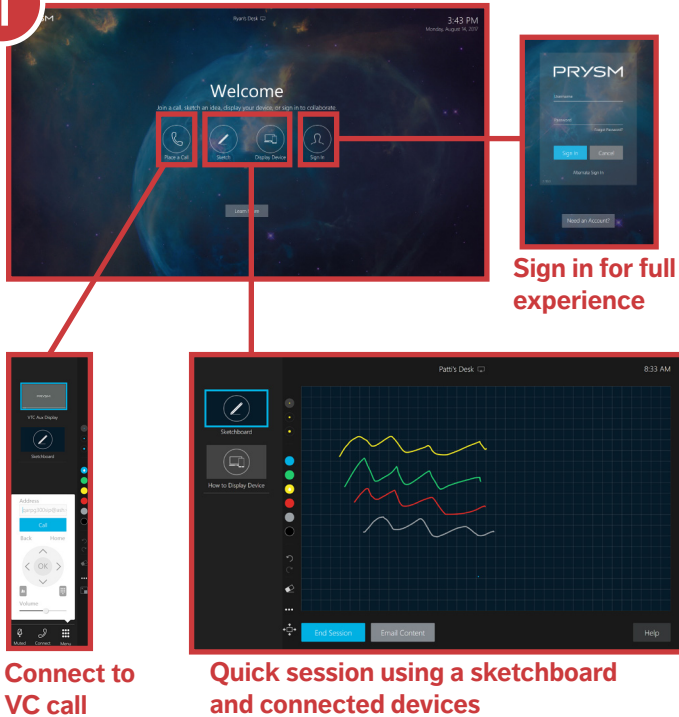 1
SM
Ryan's Desk
3:43 PM
Monday, August 14, 2017
Welcome
Join a call, sketch an idea, display your device, or sign in to collaborate
Place a Call
Sketch
Display Device
Sign In
Learn More
PRYSM
Username
Password
Forgot Password?
Sign In
Cancel
Alternate Sign In
Need an Account?
Sign in for full
experience
VTC Aux Display
Sketchboard
Address
Call
Back
Home
OK
Volume
Muted
Connect
Menu
Connect to
VC call
Patti's Desk
8:33 AM
Sketchboard
How to Display Device
End Session
Email Content
Help
Quick session using a sketchboard
and connected devices